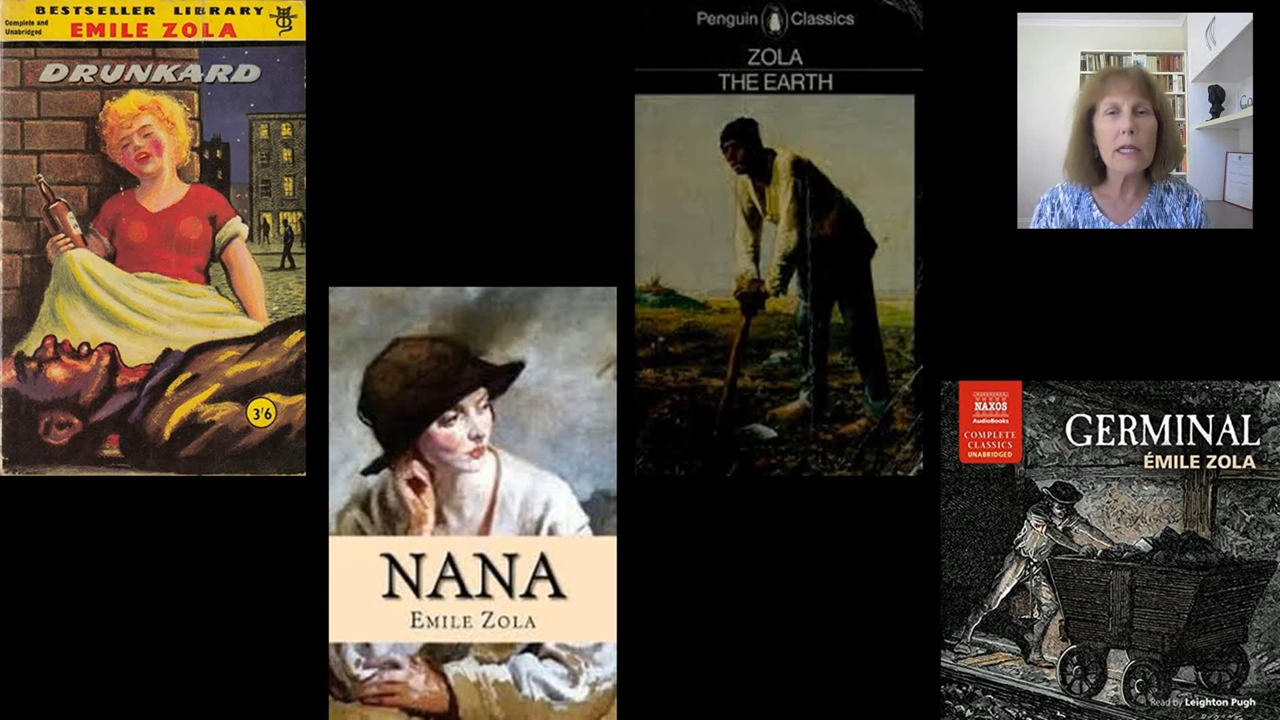 BESTSELLER LIBRARY
Complete and
Unabridged
EMILE ZOLA
DRUNKARD
3'6
NANA
EMILE ZOLA
Penguin Classics
ZOLA
THE EARTH
Co
NAXOS
AudioBooks
COMPLETE
CLASSICS
UNABRIDGED
GERMINAL
ÉMILE ZOLA
Read by Leighton Pugh